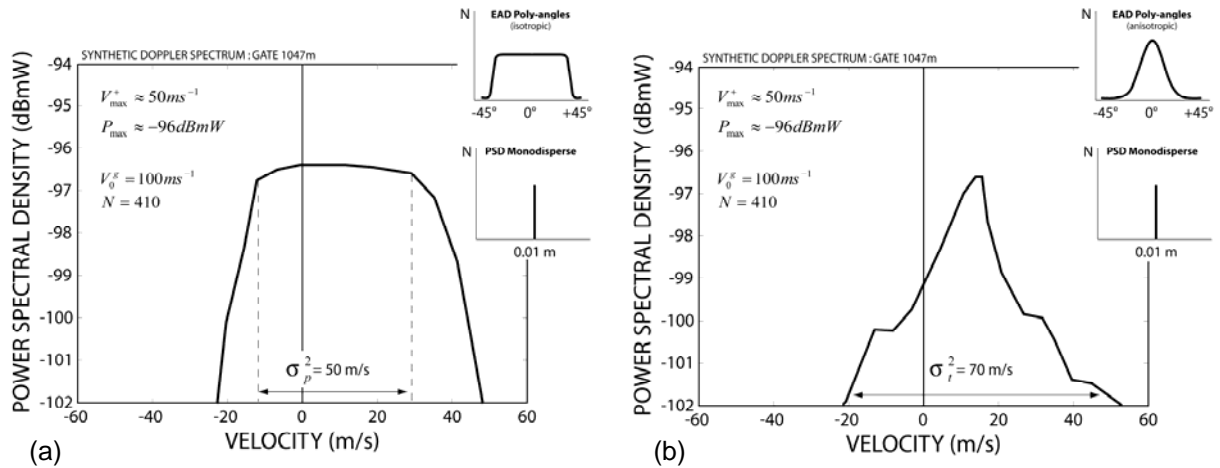 SYNTHETIC DOPPLER SPECTRUM : GATE 1047m
POWER SPECTRAL DENSITY (dBmW)
-94
-95
-96
-97
-98
-99
-100
-101
-102
V⁺max ≈ 50ms⁻¹
Pmax ≈ −96dBmW
V₀ᵍ = 100ms⁻¹
N = 410
σₚ² = 50 m/s
-60 -40 -20 0 20 40 60
VELOCITY (m/s)
(a)
N
EAD Poly-angles
(isotropic)
-45° 0° +45°
N
PSD Monodisperse
0.01 m
SYNTHETIC DOPPLER SPECTRUM : GATE 1047m
POWER SPECTRAL DENSITY (dBmW)
-94
-95
-96
-97
-98
-99
-100
-101
-102
V⁺max ≈ 50ms⁻¹
Pmax ≈ −96dBmW
V₀ᵍ = 100ms⁻¹
N = 410
σₜ² = 70 m/s
-60 -40 -20 0 20 40 60
VELOCITY (m/s)
(b)
N
EAD Poly-angles
(anisotropic)
-45° 0° +45°
N
PSD Monodisperse
0.01 m